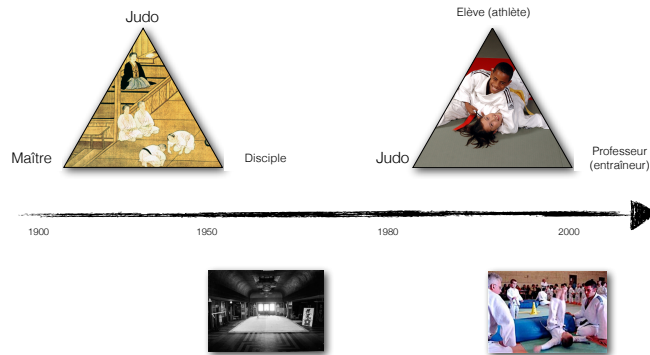 Judo
Elève (athlète)
Maître
Disciple
Judo
Professeur
(entraîneur)
1900
1950
1980
2000